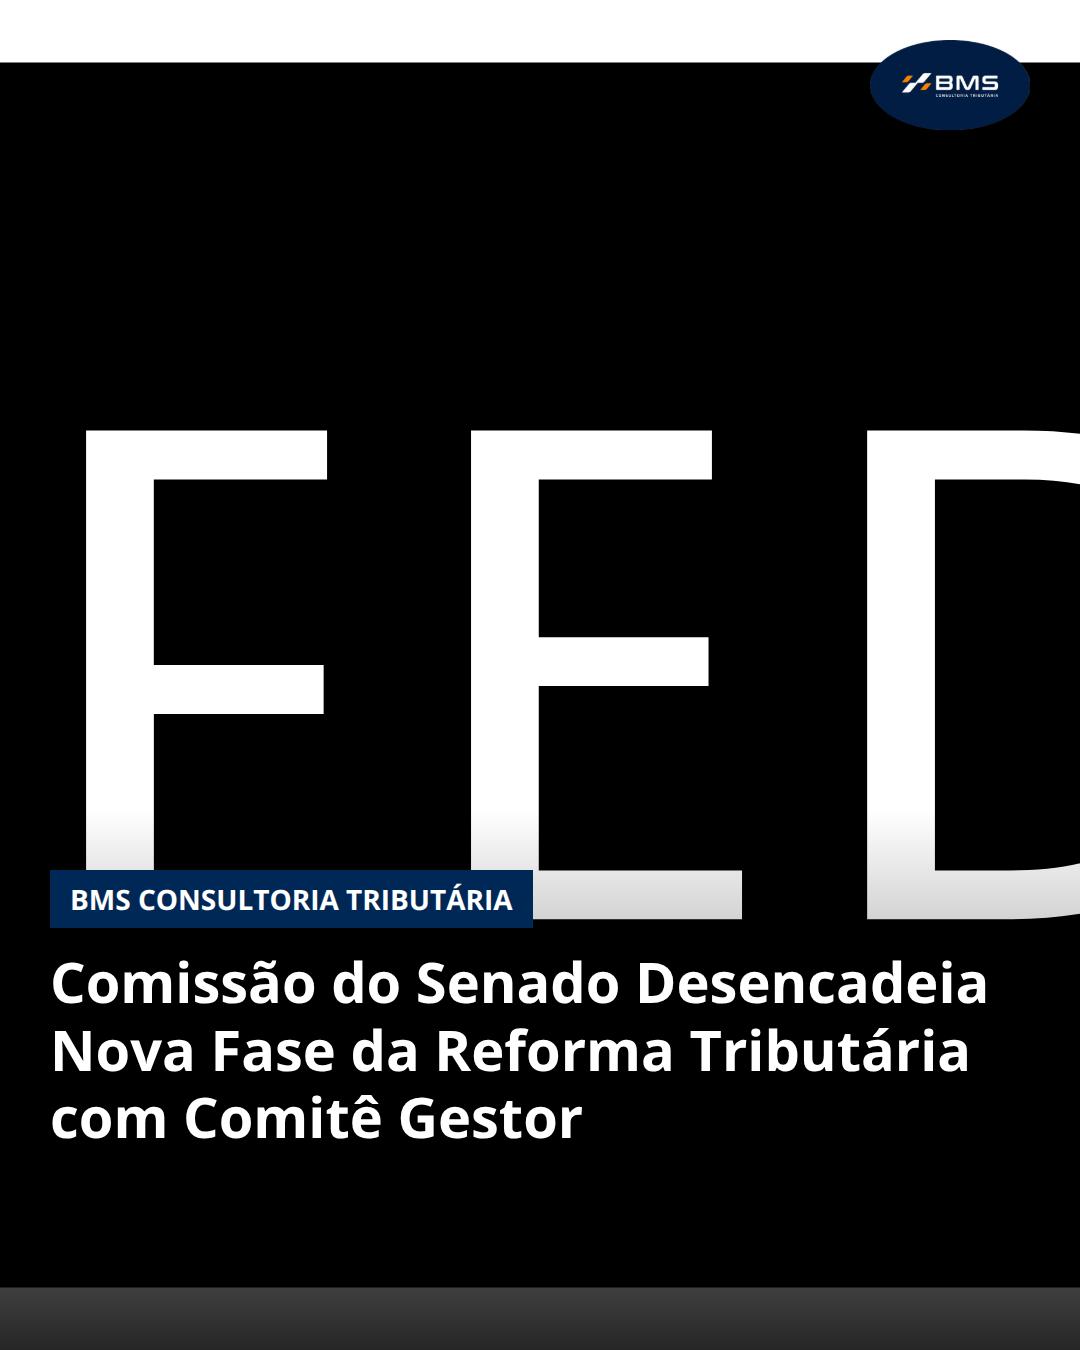 BMS
CONSULTORIA TRIBUTÁRIA
FED
BMS CONSULTORIA TRIBUTÁRIA
Comissão do Senado Desencadeia
Nova Fase da Reforma Tributária
com Comitê Gestor